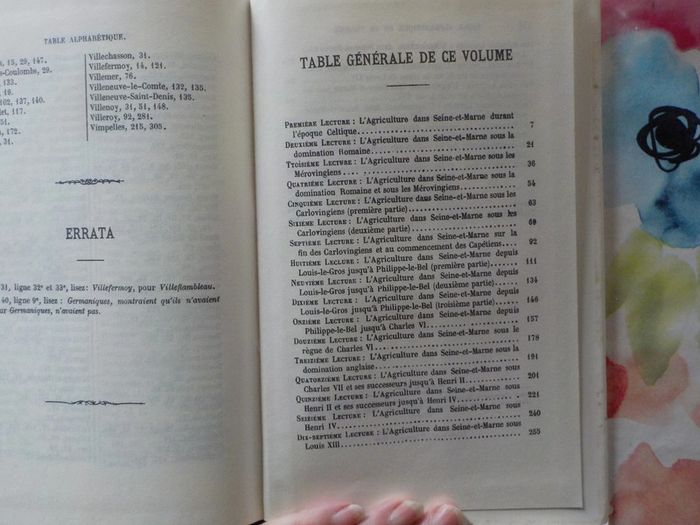 TABLE ALPHABÉTIQUE.
15, 29, 147.
s-Coulombs, 29.
133.
19.
102, 137, 140.
let, 117.
51.
172.
31.
Villechasson, 31.
Villefermoy, 14, 121.
Villemer, 76.
Villeneuve-le-Comte, 132, 135.
Villeneuve-Saint-Denis, 135.
Villenoy, 31, 51, 148.
Villeroy, 92, 281.
Vimpelles, 215, 305.
ERRATA
31, ligne 32e et 33e, lisez : Villefermoy, pour Villeflambleau.
40, ligne 9e, lisez : Germaniques, montraient qu'ils n'avaient
ar Germaniques, n'avaient pas.
TABLE GÉNÉRALE DE CE VOLUME
PREMIÈRE LECTURE : L'Agriculture dans Seine-et-Marne durant
l'époque Celtique 7
DEUXIÈME LECTURE : L'Agriculture dans Seine-et-Marne sous la
domination Romaine 21
TROISIÈME LECTURE : L'Agriculture dans Seine-et-Marne sous les
Mérovingiens 36
QUATRIÈME LECTURE : L'Agriculture dans Seine-et-Marne sous la
domination Romaine et sous les Mérovingiens 54
CINQUIÈME LECTURE : L'Agriculture dans Seine-et-Marne sous les
Carlovingiens (première partie) 63
SIXIÈME LECTURE : L'Agriculture dans Seine-et-Marne sous les
Carlovingiens (deuxième partie) 69
SEPTIÈME LECTURE : L'Agriculture dans Seine-et-Marne sur la
fin des Carlovingiens et au commencement des Capétiens 92
HUITIÈME LECTURE : L'Agriculture dans Seine-et-Marne depuis
Louis-le-Gros jusqu'à Philippe-le-Bel (première partie) 111
NEUVIÈME LECTURE : L'Agriculture dans Seine-et-Marne depuis
Louis-le-Gros jusqu'à Philippe-le-Bel (deuxième partie) 134
DIXIÈME LECTURE : L'Agriculture dans Seine-et-Marne depuis
Louis-le-Gros jusqu'à Philippe-le-Bel (troisième partie) 146
ONZIÈME LECTURE : L'Agriculture dans Seine-et-Marne depuis
Philippe-le-Bel jusqu'à Charles VI 157
DOUZIÈME LECTURE : L'Agriculture dans Seine-et-Marne sous le
règne de Charles VI 178
TREIZIÈME LECTURE : L'Agriculture dans Seine-et-Marne sous la
domination anglaise 191
QUATORZIÈME LECTURE : L'Agriculture dans Seine-et-Marne sous
Charles VII et ses successeurs jusqu'à Henri II 201
QUINZIÈME LECTURE : L'Agriculture dans Seine-et-Marne sous
Henri II et ses successeurs jusqu'à Henri IV 221
SEIZIÈME LECTURE : L'Agriculture dans Seine-et-Marne sous
Henri IV 240
DIX-SEPTIÈME LECTURE : L'Agriculture dans Seine-et-Marne sous
Louis XIII 255